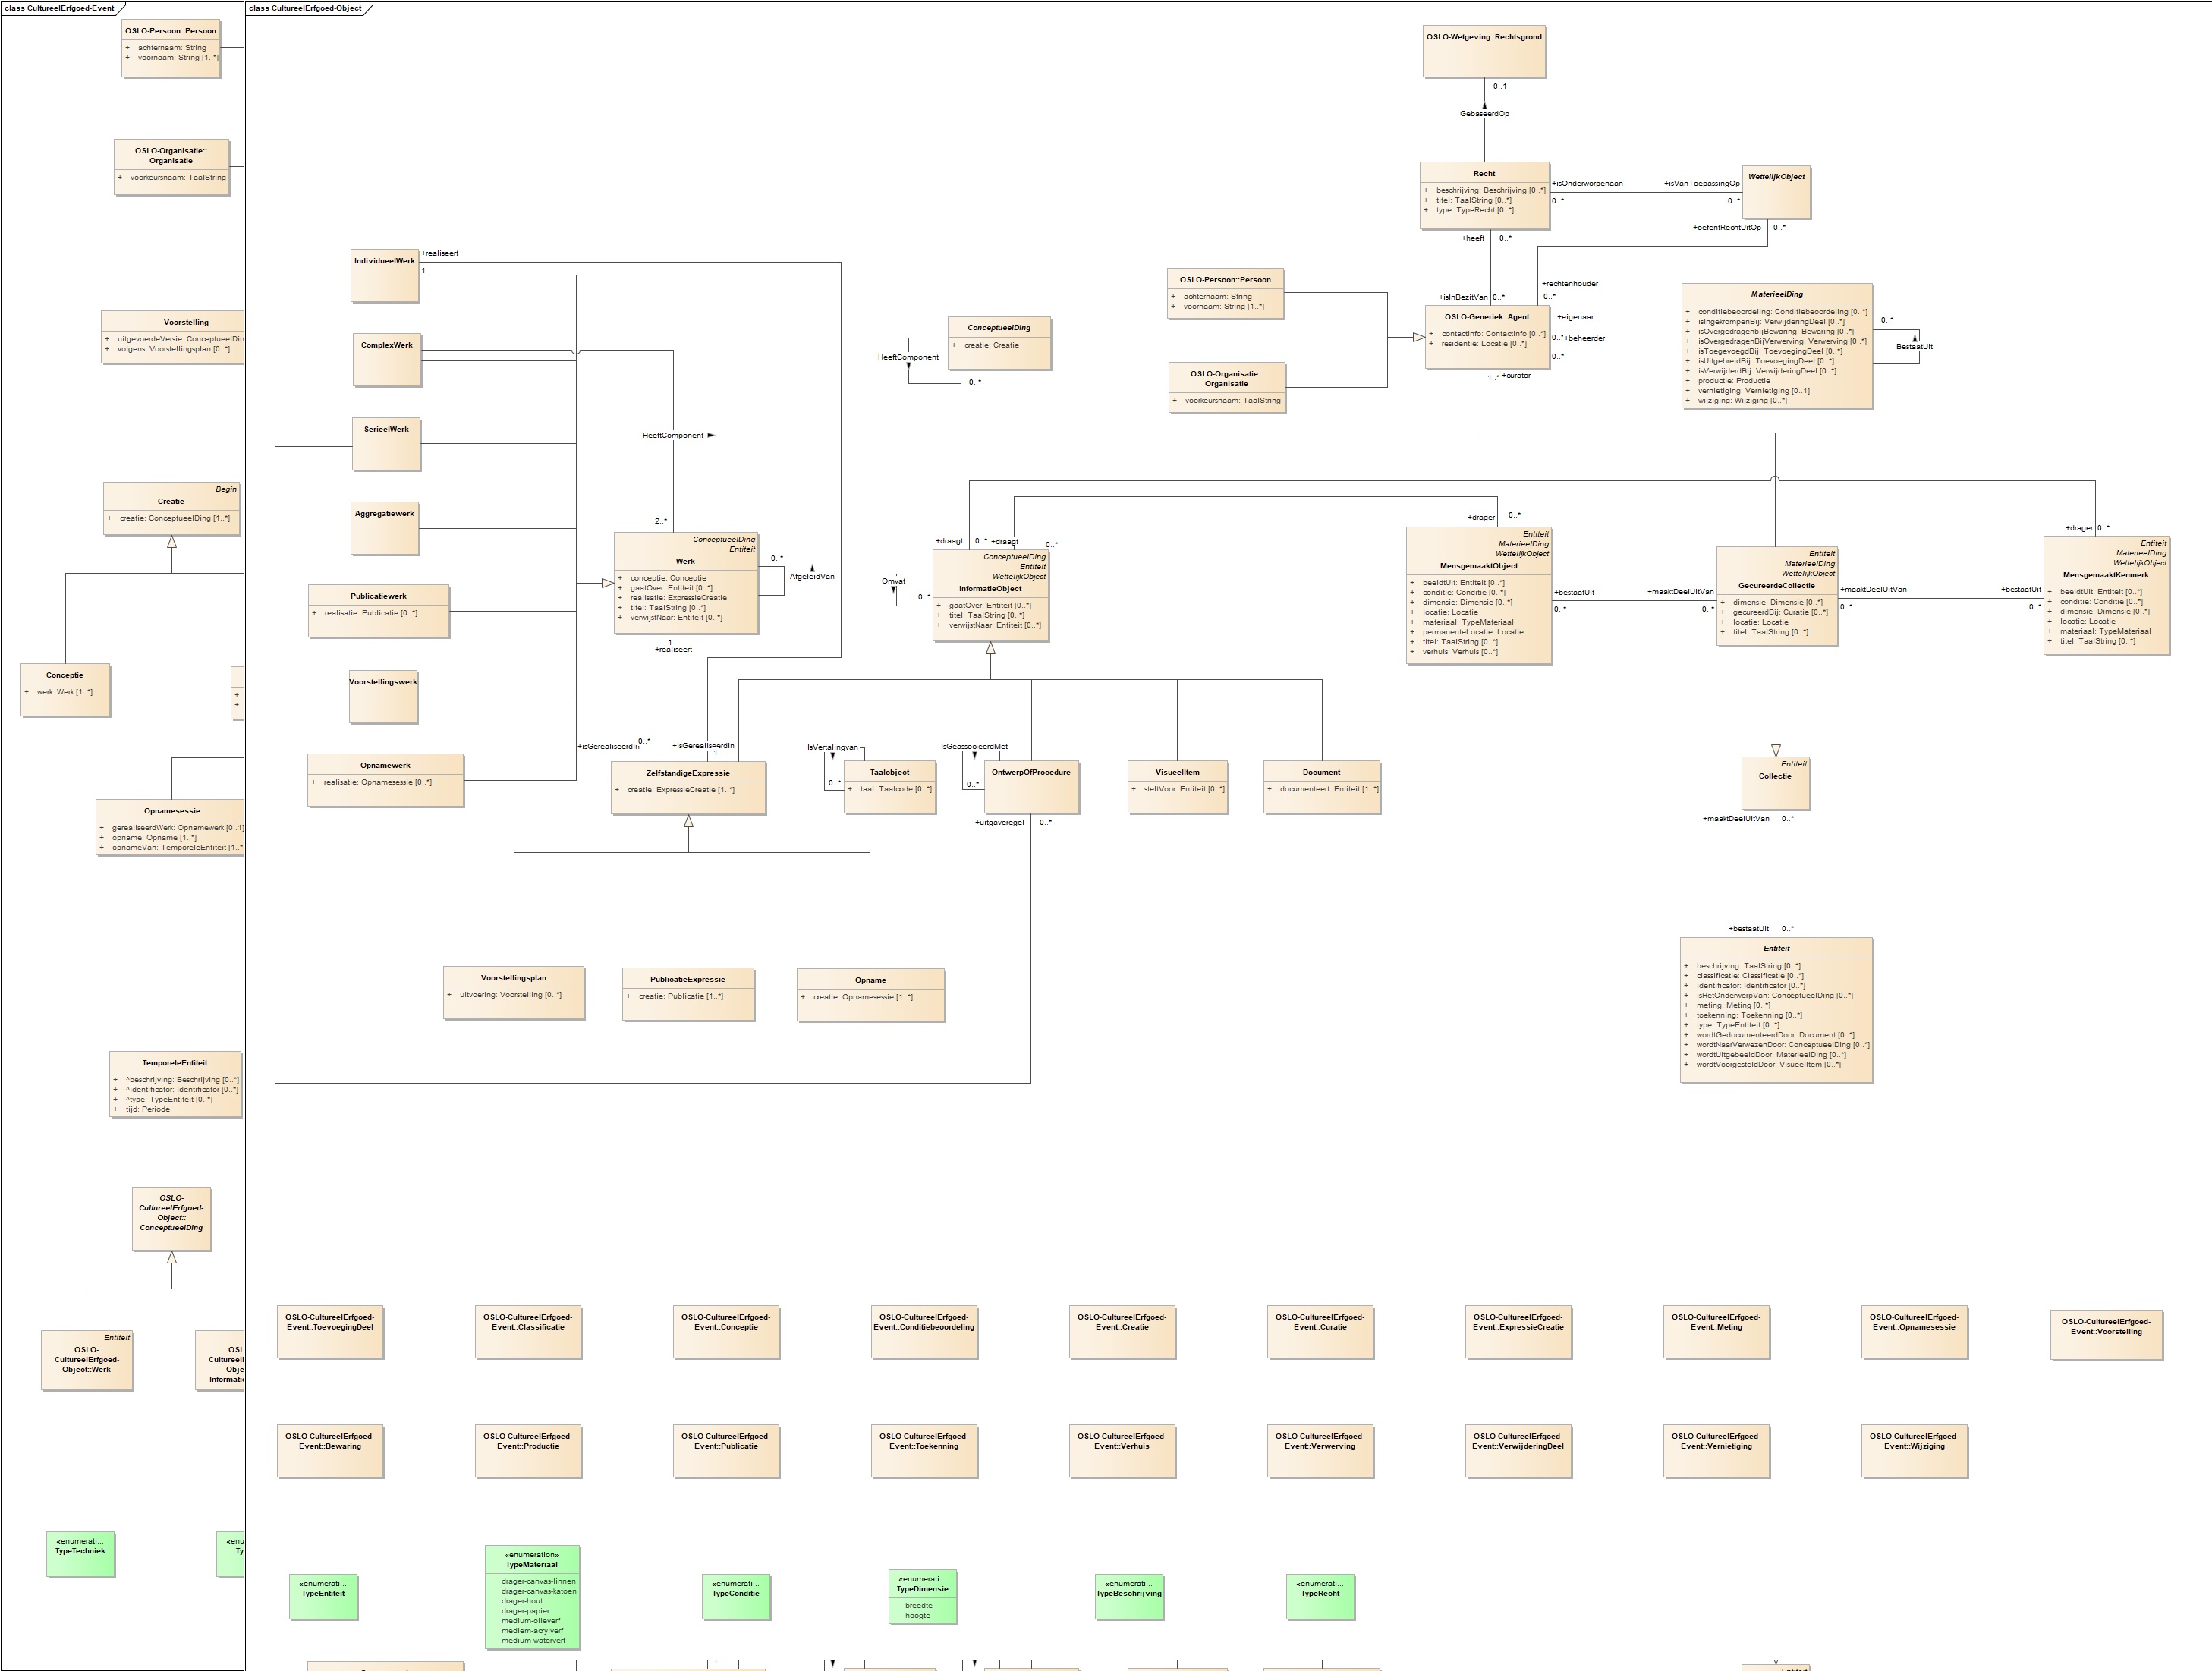 class CultureelErfgoed-Event
OSLO-Persoon::Persoon
+ achternaam: String
+ voornaam: String [1..*]
OSLO-Organisatie::
Organisatie
+ voorkeursnaam: TaalString
Voorstelling
+ uitgevoerdeVersie: ConceptueelDin
+ volgens: Voorstellingsplan [0..*]
Begin
Creatie
+ creatie: ConceptueelDing [1..*]
Conceptie
+ werk: Werk [1..*]
+
+
Opnamesessie
+ gerealiseerdWerk: Opnamewerk [0..1]
+ opname: Opname [1..*]
+ opnameVan: TemporeleEntiteit [1..*]
TemporeleEntiteit
+ ^beschrijving: Beschrijving [0..*]
+ ^identificator: Identificator [0..*]
+ ^type: TypeEntiteit [0..*]
+ tijd: Periode
OSLO-
CultureelErfgoed-
Object::
ConceptueelDing
Entiteit
OSLO-
CultureelErfgoed-
Object::Werk
OSL
CultureelE
Obje
Informatie
«enumerati...
TypeTechniek
«enu
Ty
class CultureelErfgoed-Object
OSLO-Wetgeving::Rechtsgrond
0..1
GebaseerdOp
Recht
+ beschrijving: Beschrijving [0..*]
+ titel: TaalString [0..*]
+ type: TypeRecht [0..*]
+isOnderworpenaan
0..*
+isVanToepassingOp
0..*
WettelijkObject
+oefentRechtUitOp 0..*
+heeft 0..*
+isInBezitVan 0..*
+rechtenhouder
0..*
OSLO-Persoon::Persoon
+ achternaam: String
+ voornaam: String [1..*]
OSLO-Organisatie::
Organisatie
+ voorkeursnaam: TaalString
OSLO-Generiek::Agent
+ contactInfo: ContactInfo [0..*]
+ residentie: Locatie [0..*]
+eigenaar
0..* +beheerder
0..*
1..* +curator
MaterieelDing
+ conditiebeoordeling: Conditiebeoordeling [0..*]
+ isIngekrompenBij: VerwijderingDeel [0..*]
+ isOvergedragenbijBewaring: Bewaring [0..*]
+ isOvergedragenBijVerwerving: Verwerving [0..*]
+ isToegevoegdBij: ToevoegingDeel [0..*]
+ isUitgebreidBij: ToevoegingDeel [0..*]
+ isVerwijderdBij: VerwijderingDeel [0..*]
+ productie: Productie
+ vernietiging: Vernietiging [0..1]
+ wijziging: Wijziging [0..*]
0..*
BestaatUit
IndividueelWerk
+realiseert
1
ComplexWerk
SerieelWerk
Aggregatiewerk
Publicatiewerk
+ realisatie: Publicatie [0..*]
Voorstellingswerk
Opnamewerk
+ realisatie: Opnamesessie [0..*]
HeeftComponent
2..*
ConceptueelDing
Entiteit
Werk
+ conceptie: Conceptie
+ gaatOver: Entiteit [0..*]
+ realisatie: ExpressieCreatie
+ titel: TaalString [0..*]
+ verwijstNaar: Entiteit [0..*]
0..*
AfgeleidVan
1
+realiseert
+isGerealiseerdIn
0..*
+isGerealiseerdIn
1
ConceptueelDing
+ creatie: Creatie
HeeftComponent
0..*
+draagt 0..* +draagt 0..*
ConceptueelDing
Entiteit
WettelijkObject
InformatieObject
+ gaatOver: Entiteit [0..*]
+ titel: TaalString [0..*]
+ verwijstNaar: Entiteit [0..*]
Omvat
0..*
+drager 0..*
Entiteit
MaterieelDing
WettelijkObject
MensgemaaktObject
+ beeldtUit: Entiteit [0..*]
+ conditie: Conditie [0..*]
+ dimensie: Dimensie [0..*]
+ locatie: Locatie
+ materiaal: TypeMateriaal
+ permanenteLocatie: Locatie
+ titel: TaalString [0..*]
+ verhuis: Verhuis [0..*]
+bestaatUit
0..*
+maaktDeelUitVan
0..*
Entiteit
MaterieelDing
WettelijkObject
GecureerdeCollectie
+ dimensie: Dimensie [0..*]
+ gecureerdBij: Curatie [0..*]
+ locatie: Locatie
+ titel: TaalString [0..*]
+maaktDeelUitVan
0..*
+bestaatUit
0..*
+drager 0..*
Entiteit
MaterieelDing
WettelijkObject
MensgemaaktKenmerk
+ beeldtUit: Entiteit [0..*]
+ conditie: Conditie [0..*]
+ dimensie: Dimensie [0..*]
+ locatie: Locatie
+ materiaal: TypeMateriaal
+ titel: TaalString [0..*]
ZelfstandigeExpressie
+ creatie: ExpressieCreatie [1..*]
IsVertalingvan
0..*
Taalobject
+ taal: Taalcode [0..*]
IsGeassocieerdMet
0..*
OntwerpOfProcedure
+uitgaveregel 0..*
VisueelItem
+ steltVoor: Entiteit [0..*]
Document
+ documenteert: Entiteit [1..*]
Entiteit
Collectie
+maaktDeelUitVan 0..*
+bestaatUit 0..*
Entiteit
+ beschrijving: TaalString [0..*]
+ classificatie: Classificatie [0..*]
+ identificator: Identificator [0..*]
+ isHetOnderwerpVan: ConceptueelDing [0..*]
+ meting: Meting [0..*]
+ toekenning: Toekenning [0..*]
+ type: TypeEntiteit [0..*]
+ wordtGedocumenteerdDoor: Document [0..*]
+ wordtNaarVerwezenDoor: ConceptueelDing [0..*]
+ wordtUitgebeeldDoor: MaterieelDing [0..*]
+ wordtVoorgesteldDoor: VisueelItem [0..*]
Voorstellingsplan
+ uitvoering: Voorstelling [0..*]
PublicatieExpressie
+ creatie: Publicatie [1..*]
Opname
+ creatie: Opnamesessie [1..*]
OSLO-CultureelErfgoed-
Event::ToevoegingDeel
OSLO-CultureelErfgoed-
Event::Classificatie
OSLO-CultureelErfgoed-
Event::Conceptie
OSLO-CultureelErfgoed-
Event::Conditiebeoordeling
OSLO-CultureelErfgoed-
Event::Creatie
OSLO-CultureelErfgoed-
Event::Curatie
OSLO-CultureelErfgoed-
Event::ExpressieCreatie
OSLO-CultureelErfgoed-
Event::Meting
OSLO-CultureelErfgoed-
Event::Opnamesessie
OSLO-CultureelErfgoed-
Event::Voorstelling
OSLO-CultureelErfgoed-
Event::Bewaring
OSLO-CultureelErfgoed-
Event::Productie
OSLO-CultureelErfgoed-
Event::Publicatie
OSLO-CultureelErfgoed-
Event::Toekenning
OSLO-CultureelErfgoed-
Event::Verhuis
OSLO-CultureelErfgoed-
Event::Verwerving
OSLO-CultureelErfgoed-
Event::VerwijderingDeel
OSLO-CultureelErfgoed-
Event::Vernietiging
OSLO-CultureelErfgoed-
Event::Wijziging
«enumerati...
TypeEntiteit
«enumeration»
TypeMateriaal
drager-canvas-linnen
drager-canvas-katoen
drager-hout
drager-papier
medium-olieverf
mediem-acrylverf
medium-waterverf
«enumerati...
TypeConditie
«enumerati...
TypeDimensie
breedte
hoogte
«enumerati...
TypeBeschrijving
«enumerati...
TypeRecht